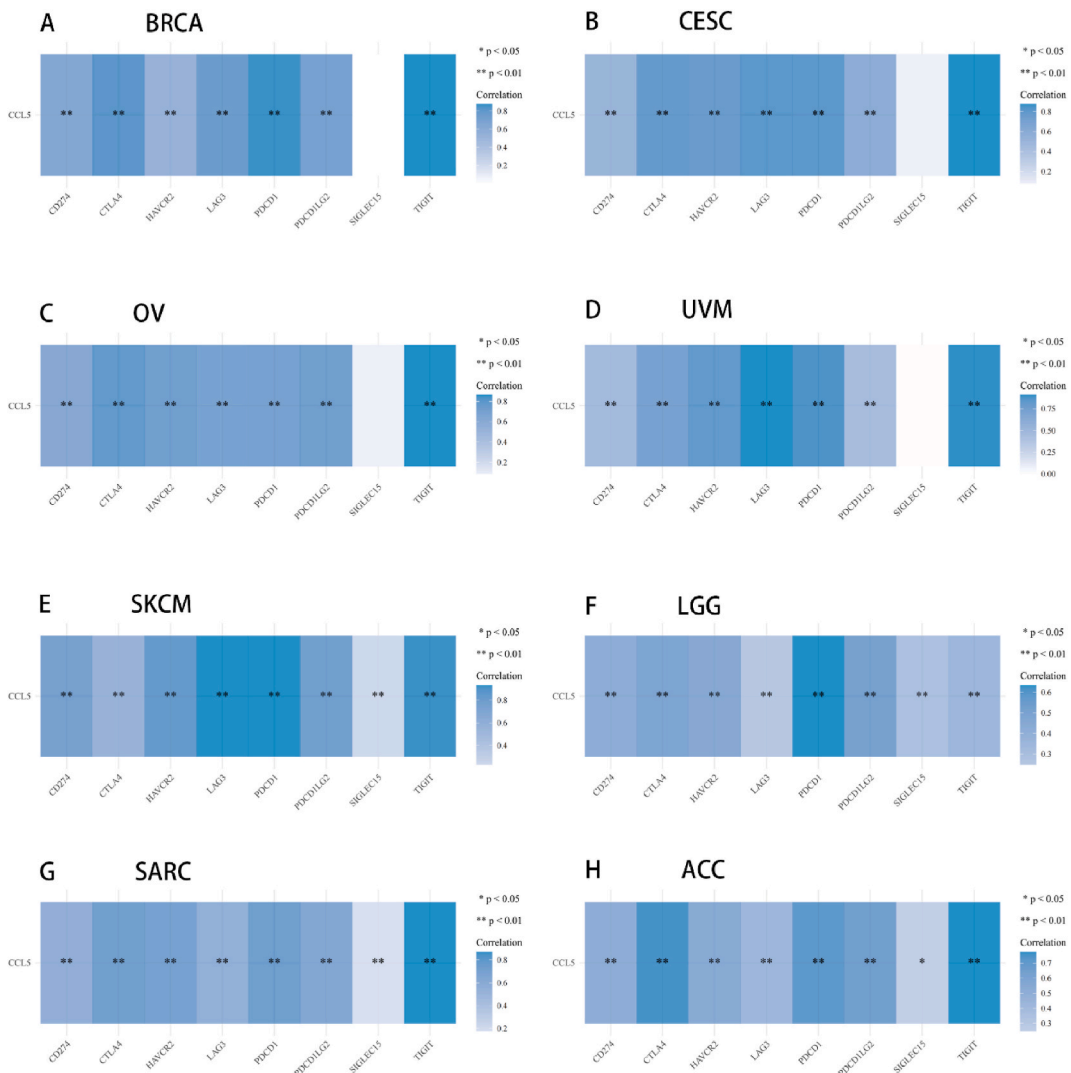 A BRCA
* p < 0.05
** p < 0.01
Correlation
0.8
0.6
0.4
0.2
CCL5 ** ** ** ** ** ** **
CD274 CTLA4 HAVCR2 LAG3 PDCD1 PDCD1LG2 SIGLEC15 TIGIT
B CESC
* p < 0.05
** p < 0.01
Correlation
0.8
0.6
0.4
0.2
CCL5 ** ** ** ** ** ** **
CD274 CTLA4 HAVCR2 LAG3 PDCD1 PDCD1LG2 SIGLEC15 TIGIT
C OV
* p < 0.05
** p < 0.01
Correlation
0.8
0.6
0.4
0.2
CCL5 ** ** ** ** ** ** **
CD274 CTLA4 HAVCR2 LAG3 PDCD1 PDCD1LG2 SIGLEC15 TIGIT
D UVM
* p < 0.05
** p < 0.01
Correlation
0.75
0.50
0.25
0.00
CCL5 ** ** ** ** ** ** **
CD274 CTLA4 HAVCR2 LAG3 PDCD1 PDCD1LG2 SIGLEC15 TIGIT
E SKCM
* p < 0.05
** p < 0.01
Correlation
0.8
0.6
0.4
CCL5 ** ** ** ** ** ** ** **
CD274 CTLA4 HAVCR2 LAG3 PDCD1 PDCD1LG2 SIGLEC15 TIGIT
F LGG
* p < 0.05
** p < 0.01
Correlation
0.6
0.5
0.4
0.3
CCL5 ** ** ** ** ** ** ** **
CD274 CTLA4 HAVCR2 LAG3 PDCD1 PDCD1LG2 SIGLEC15 TIGIT
G SARC
* p < 0.05
** p < 0.01
Correlation
0.8
0.6
0.4
0.2
CCL5 ** ** ** ** ** ** ** **
CD274 CTLA4 HAVCR2 LAG3 PDCD1 PDCD1LG2 SIGLEC15 TIGIT
H ACC
* p < 0.05
** p < 0.01
Correlation
0.7
0.6
0.5
0.4
0.3
CCL5 ** ** ** ** ** ** * **
CD274 CTLA4 HAVCR2 LAG3 PDCD1 PDCD1LG2 SIGLEC15 TIGIT